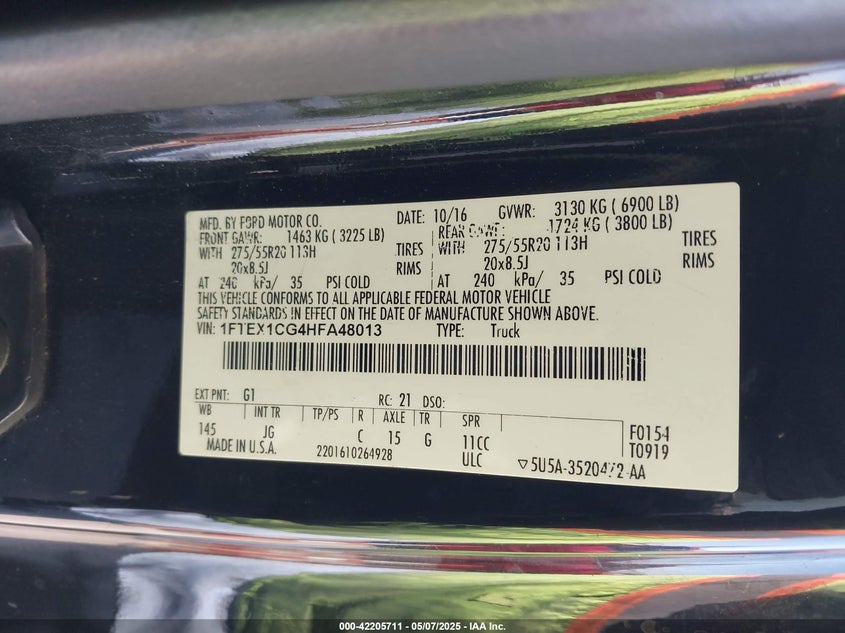 MFD. BY FORD MOTOR CO. DATE: 10/16 GVWR: 3130 KG ( 6900 LB)
FRONT GAWR: 1463 KG ( 3225 LB) REAR GAWR: 1724 KG ( 3800 LB)
WITH 275/55R20 113H TIRES WITH 275/55R20 113H TIRES
20x8.5J RIMS 20x8.5J RIMS
AT 240 kPa/ 35 PSI COLD AT 240 kPa/ 35 PSI COLD
THIS VEHICLE CONFORMS TO ALL APPLICABLE FEDERAL MOTOR VEHICLE
SAFETY STANDARDS IN EFFECT ON THE DATE OF MANUFACTURE SHOWN ABOVE.
VIN: 1FTEX1CG4HFA48013 TYPE: Truck
EXT PNT: G1 RC: 21 DSO:
WB INT TR TP/PS R AXLE TR SPR
145 JG C 15 G 11CC F0154
MADE IN U.S.A. 2201610264928 ULC T0919
▽5U5A-3520472-AA
000-42205711 - 05/07/2025 - IAA Inc.